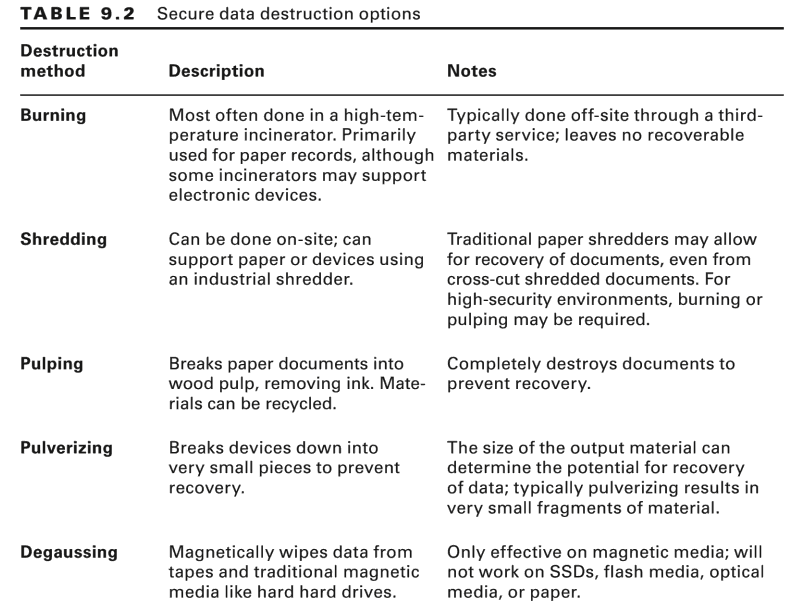 TABLE 9.2 Secure data destruction options
Destruction
method Description Notes
Burning Most often done in a high-tem- Typically done off-site through a third-
perature incinerator. Primarily party service; leaves no recoverable
used for paper records, although materials.
some incinerators may support
electronic devices.
Shredding Can be done on-site; can Traditional paper shredders may allow
support paper or devices using for recovery of documents, even from
an industrial shredder. cross-cut shredded documents. For
high-security environments, burning or
pulping may be required.
Pulping Breaks paper documents into Completely destroys documents to
wood pulp, removing ink. Mate- prevent recovery.
rials can be recycled.
Pulverizing Breaks devices down into The size of the output material can
very small pieces to prevent determine the potential for recovery
recovery. of data; typically pulverizing results in
very small fragments of material.
Degaussing Magnetically wipes data from Only effective on magnetic media; will
tapes and traditional magnetic not work on SSDs, flash media, optical
media like hard hard drives. media, or paper.